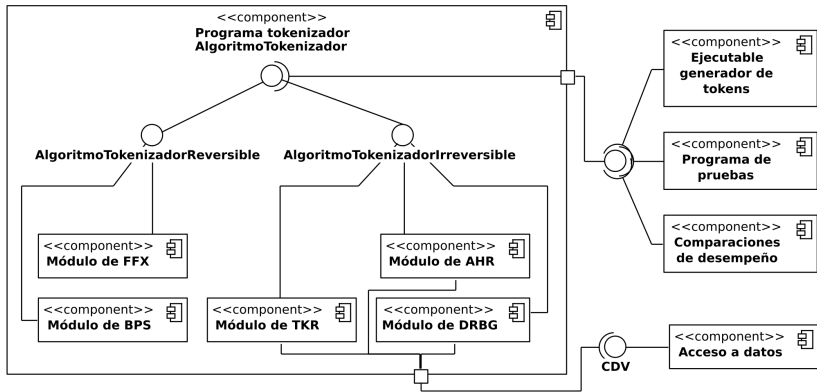 <<component>>
Programa tokenizador
AlgoritmoTokenizador
AlgoritmoTokenizadorReversible
AlgoritmoTokenizadorIrreversible
<<component>>
Módulo de FFX
<<component>>
Módulo de AHR
<<component>>
Módulo de BPS
<<component>>
Módulo de TKR
<<component>>
Módulo de DRBG
<<component>>
Ejecutable
generador de
tokens
<<component>>
Programa de
pruebas
<<component>>
Comparaciones
de desempeño
CDV
<<component>>
Acceso a datos